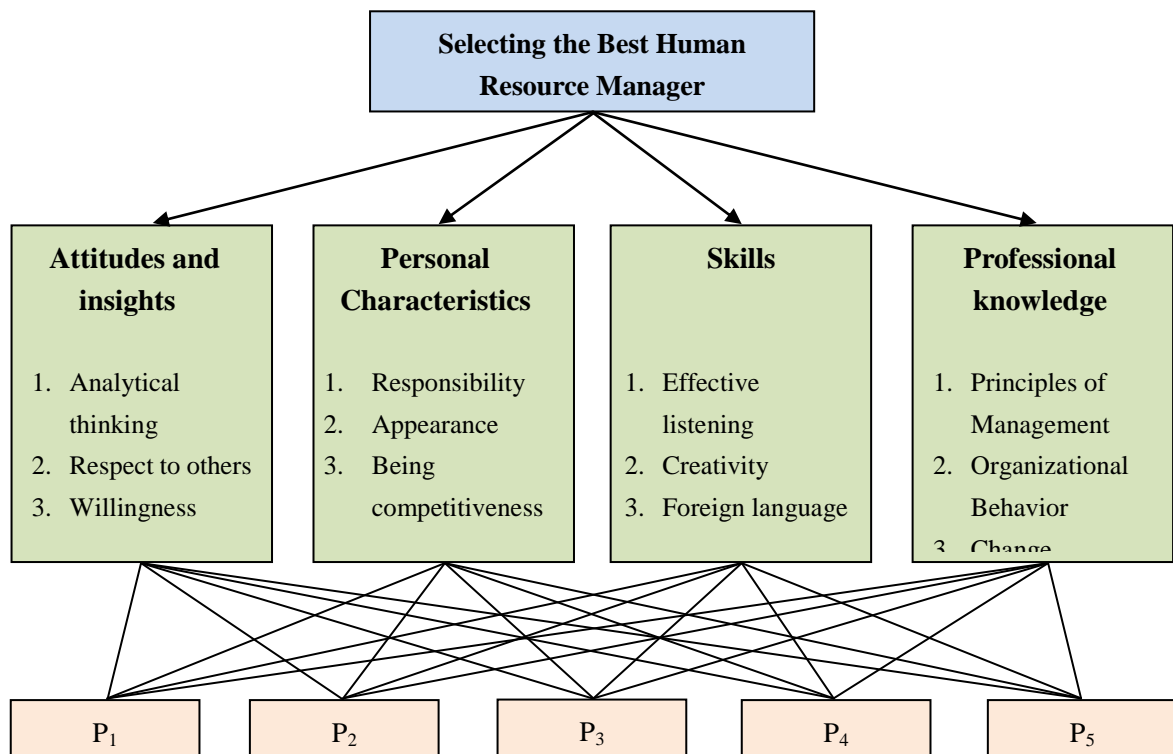 Selecting the Best Human
Resource Manager
Attitudes and
insights
1. Analytical
thinking
2. Respect to others
3. Willingness
Personal
Characteristics
1. Responsibility
2. Appearance
3. Being
competitiveness
Skills
1. Effective
listening
2. Creativity
3. Foreign language
Professional
knowledge
1. Principles of
Management
2. Organizational
Behavior
3. Change
P₁
P₂
P₃
P₄
P₅